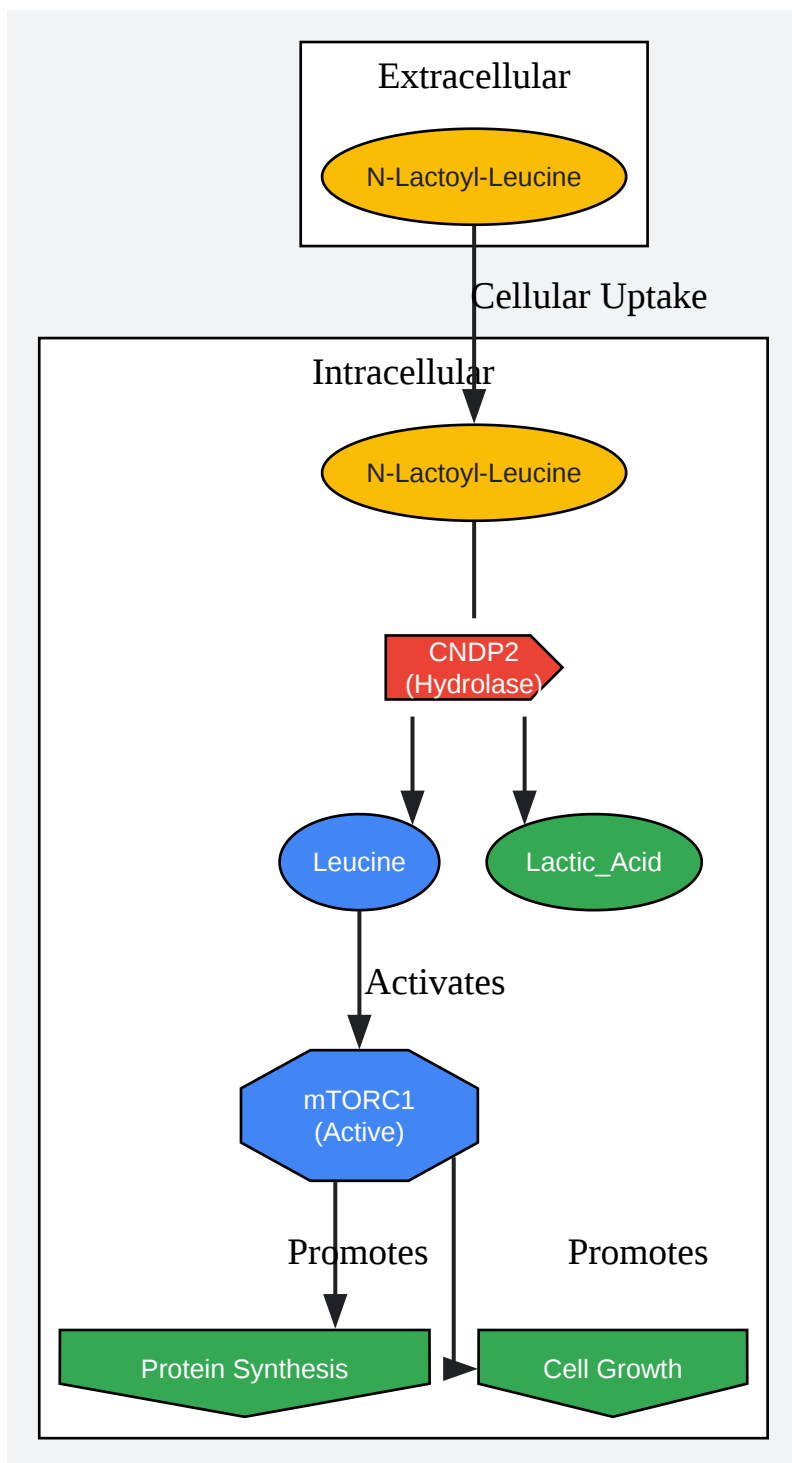 Extracellular
N-Lactoyl-Leucine
Cellular Uptake
Intracellular
N-Lactoyl-Leucine
CNDP2
(Hydrolase)
Leucine
Lactic_Acid
Activates
mTORC1
(Active)
Promotes
Promotes
Protein Synthesis
Cell Growth